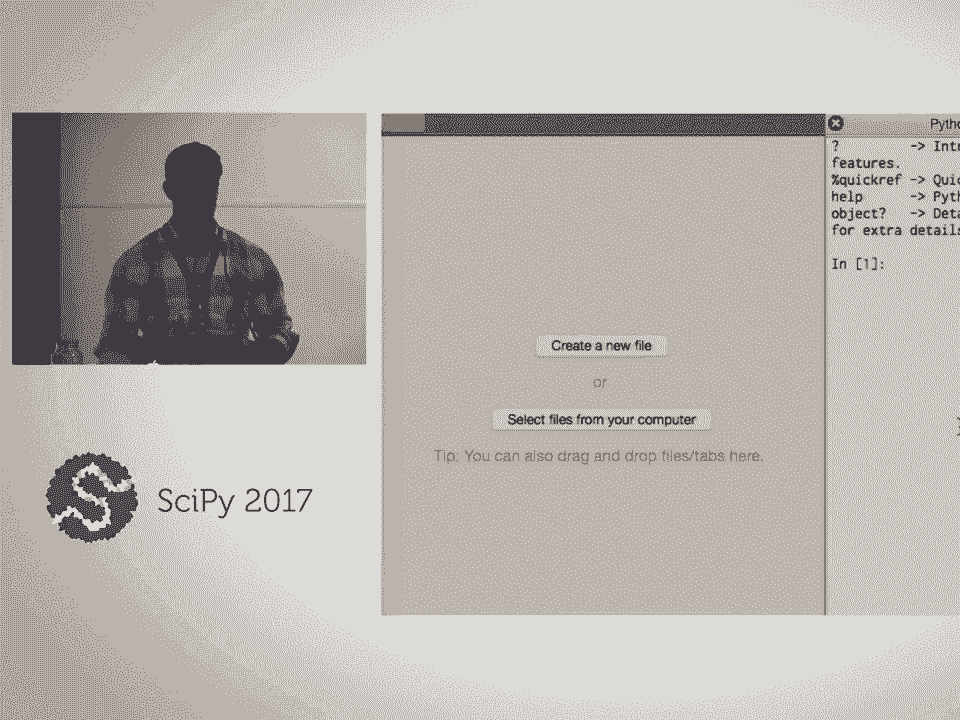 Pytho
? -> Intr
features.
%quickref -> Quic
help -> Pyth
object? -> Deta
for extra details
In [1]:
Create a new file
or
Select files from your computer
Tip: You can also drag and drop files/tabs here.
SciPy 2017